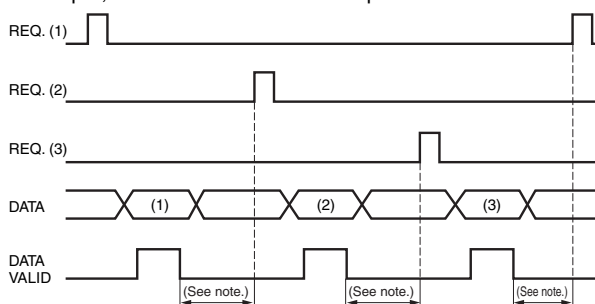 REQ. (1)
REQ. (2)
REQ. (3)
DATA
(1)
(2)
(3)
DATA
VALID
(See note.)
(See note.)
(See note.)